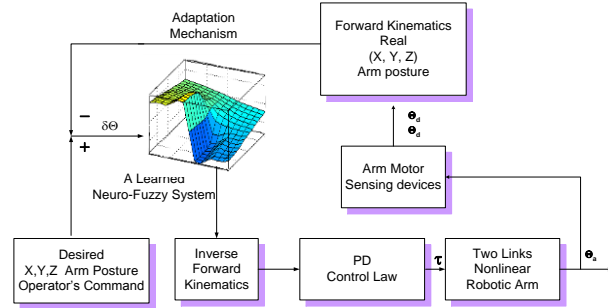 Adaptation
Mechanism
Forward Kinematics
Real
(X, Y, Z)
Arm posture
−
δΘ
+
Θd
Θd
A Learned
Neuro-Fuzzy System
Arm Motor
Sensing devices
Desired
X,Y,Z Arm Posture
Operator's Command
Inverse
Forward
Kinematics
PD
Control Law
τ
Two Links
Nonlinear
Robotic Arm
Θa